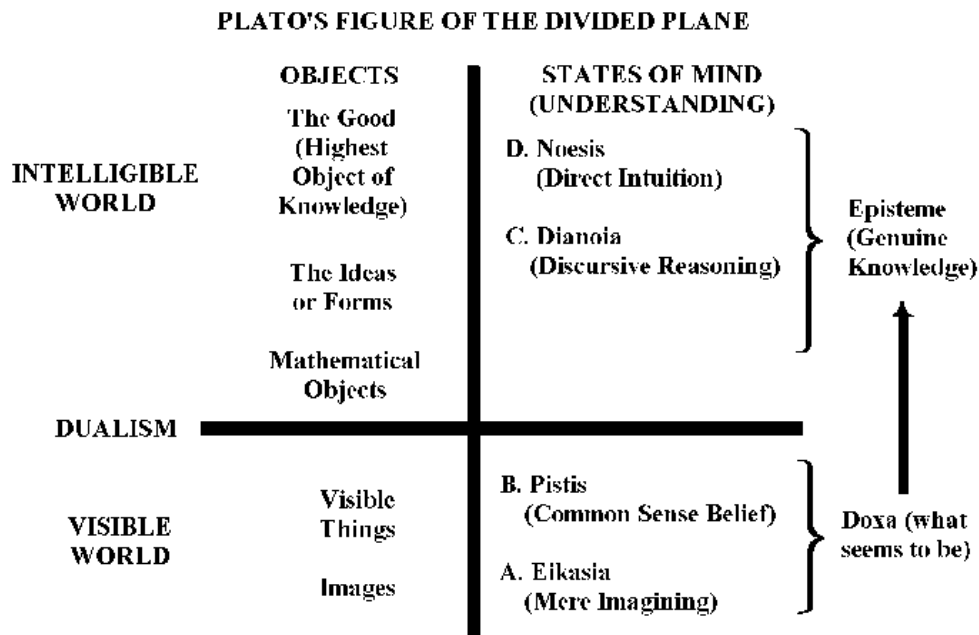 PLATO'S FIGURE OF THE DIVIDED PLANE
OBJECTS
STATES OF MIND
(UNDERSTANDING)
INTELLIGIBLE
WORLD
The Good
(Highest
Object of
Knowledge)
The Ideas
or Forms
Mathematical
Objects
D. Noesis
(Direct Intuition)
C. Dianoia
(Discursive Reasoning)
Episteme
(Genuine
Knowledge)
DUALISM
VISIBLE
WORLD
Visible
Things
Images
B. Pistis
(Common Sense Belief)
A. Eikasia
(Mere Imagining)
Doxa (what
seems to be)